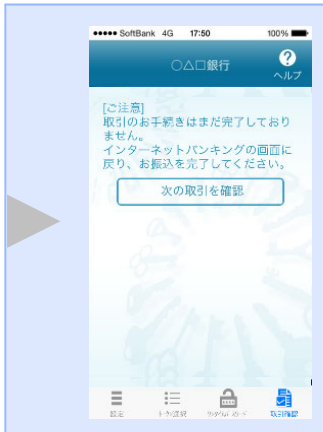 SoftBank 4G 17:50 100%
○△□銀行
?
ヘルプ
[ご注意]
取引のお手続きはまだ完了しており
ません。
インターネットバンキングの画面に
戻り、お振込を完了してください。
次の取引を確認
設定
取引確認